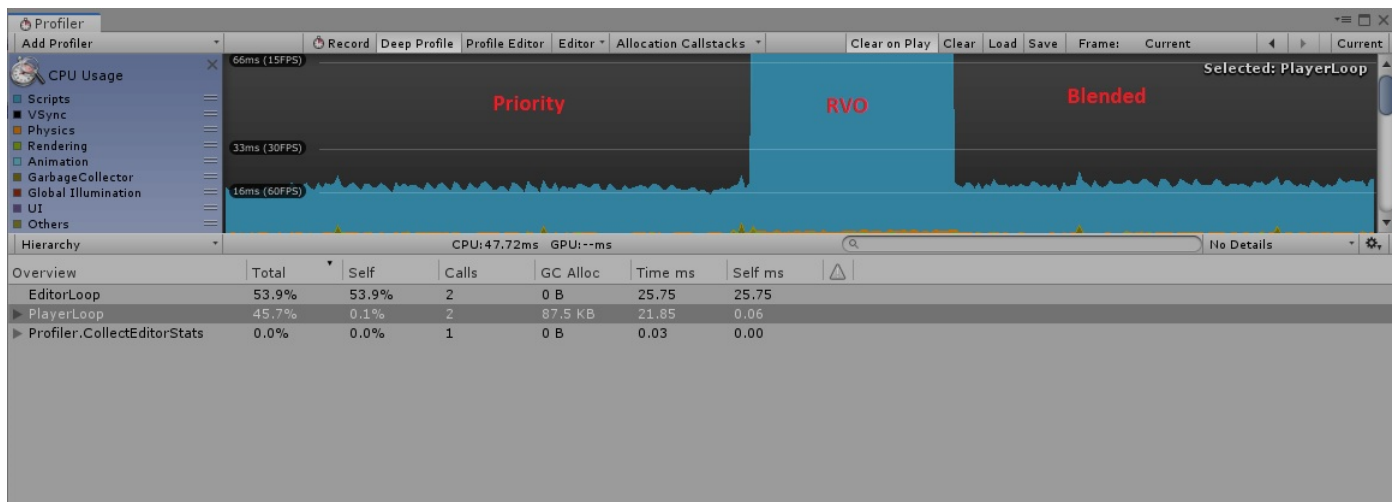 Profiler
Add Profiler Record Deep Profile Profile Editor Editor Allocation Callstacks Clear on Play Clear Load Save Frame: Current Current
CPU Usage
Scripts
VSync
Physics
Rendering
Animation
GarbageCollector
Global Illumination
UI
Others
66ms (15FPS)
Selected: PlayerLoop
Priority RVO Blended
33ms (30FPS)
16ms (60FPS)
Hierarchy CPU:47.72ms GPU:--ms No Details
Overview Total Self Calls GC Alloc Time ms Self ms
EditorLoop 53.9% 53.9% 2 0 B 25.75 25.75
PlayerLoop 45.7% 0.1% 2 87.5 KB 21.85 0.06
Profiler.CollectEditorStats 0.0% 0.0% 1 0 B 0.03 0.00